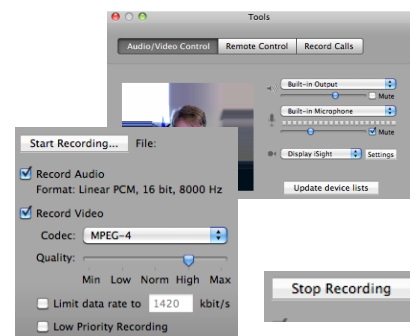 Tools
Audio/Video Control Remote Control Record Calls
Built-in Output
Mute
Built-in Microphone
Mute
Display iSight Settings
Update device lists
Start Recording... File:
Record Audio
Format: Linear PCM, 16 bit, 8000 Hz
Record Video
Codec: MPEG-4
Quality:
Min Low Norm High Max
Limit data rate to 1420 kbit/s
Low Priority Recording
Stop Recording